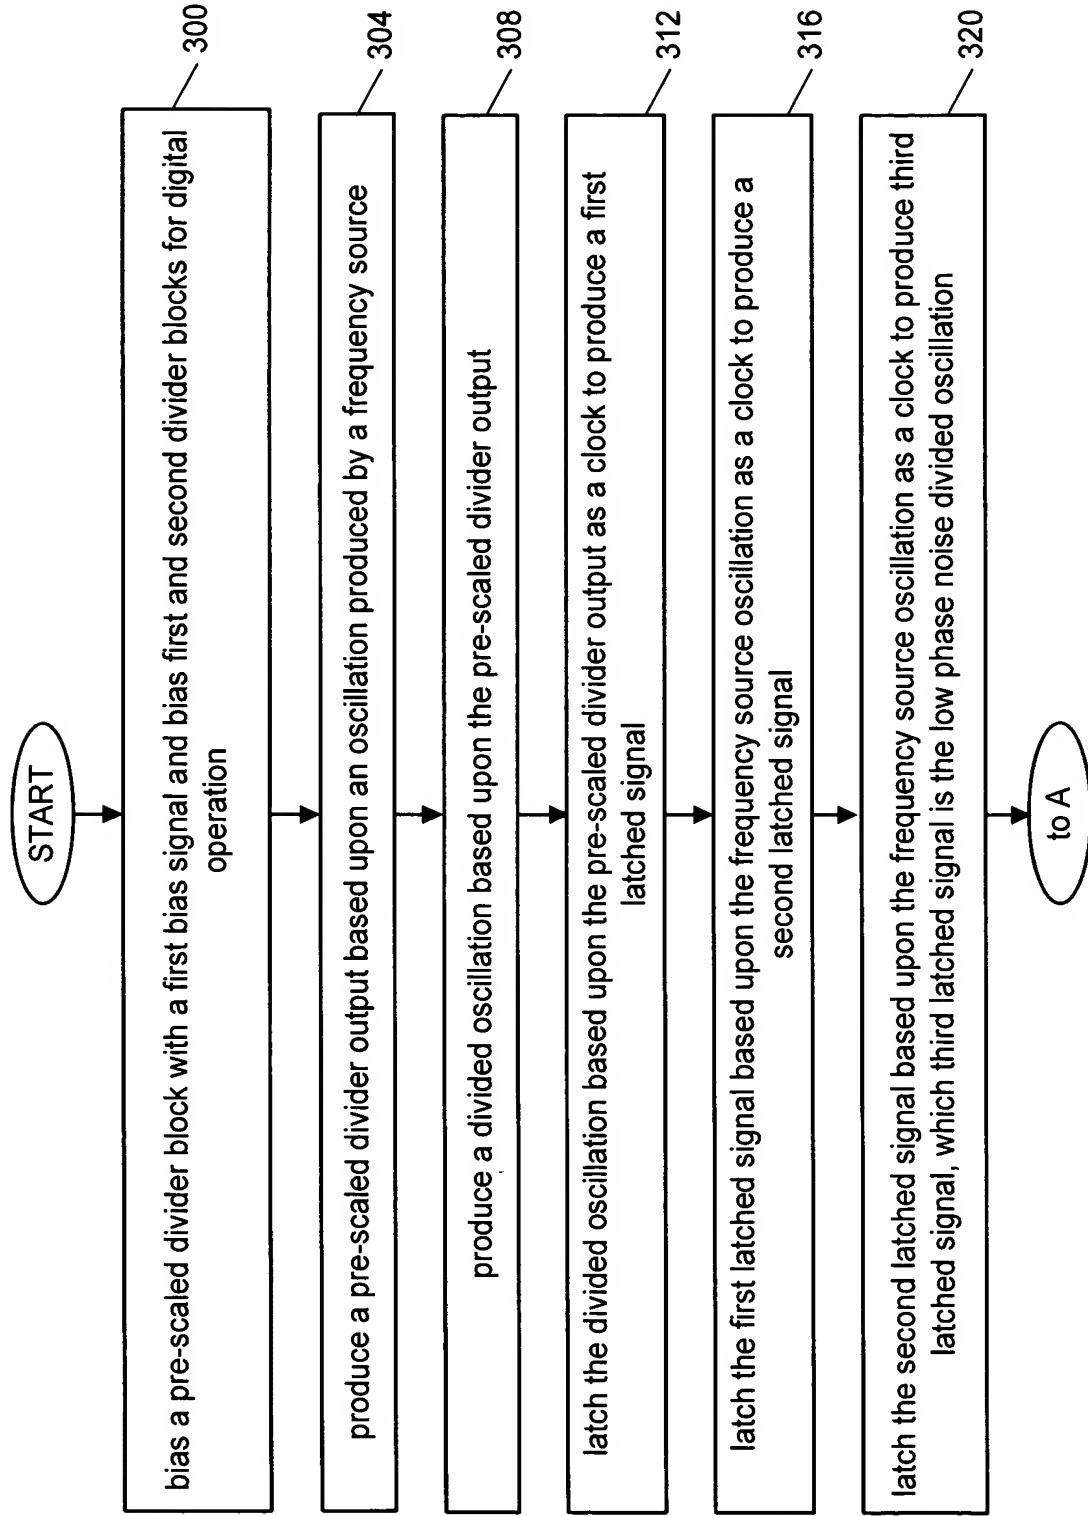 START
bias a pre-scaled divider block with a first bias signal and bias first and second divider blocks for digital
operation
300
produce a pre-scaled divider output based upon an oscillation produced by a frequency source
304
produce a divided oscillation based upon the pre-scaled divider output
308
latch the divided oscillation based upon the pre-scaled divider output as a clock to produce a first
latched signal
312
latch the first latched signal based upon the frequency source oscillation as a clock to produce a
second latched signal
316
latch the second latched signal based upon the frequency source oscillation as a clock to produce third
latched signal, which third latched signal is the low phase noise divided oscillation
320
to A